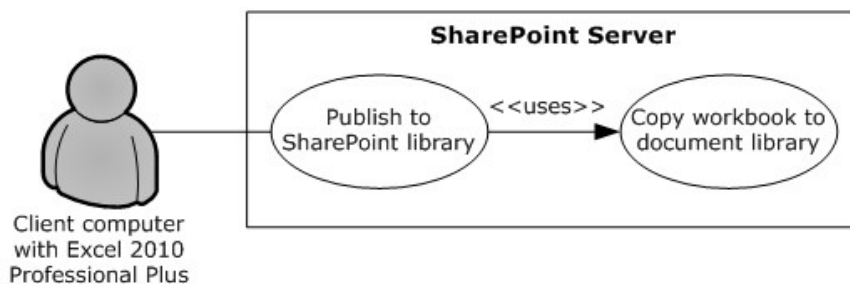 SharePoint Server
Publish to
SharePoint library
<<uses>>
Copy workbook to
document library
Client computer
with Excel 2010
Professional Plus